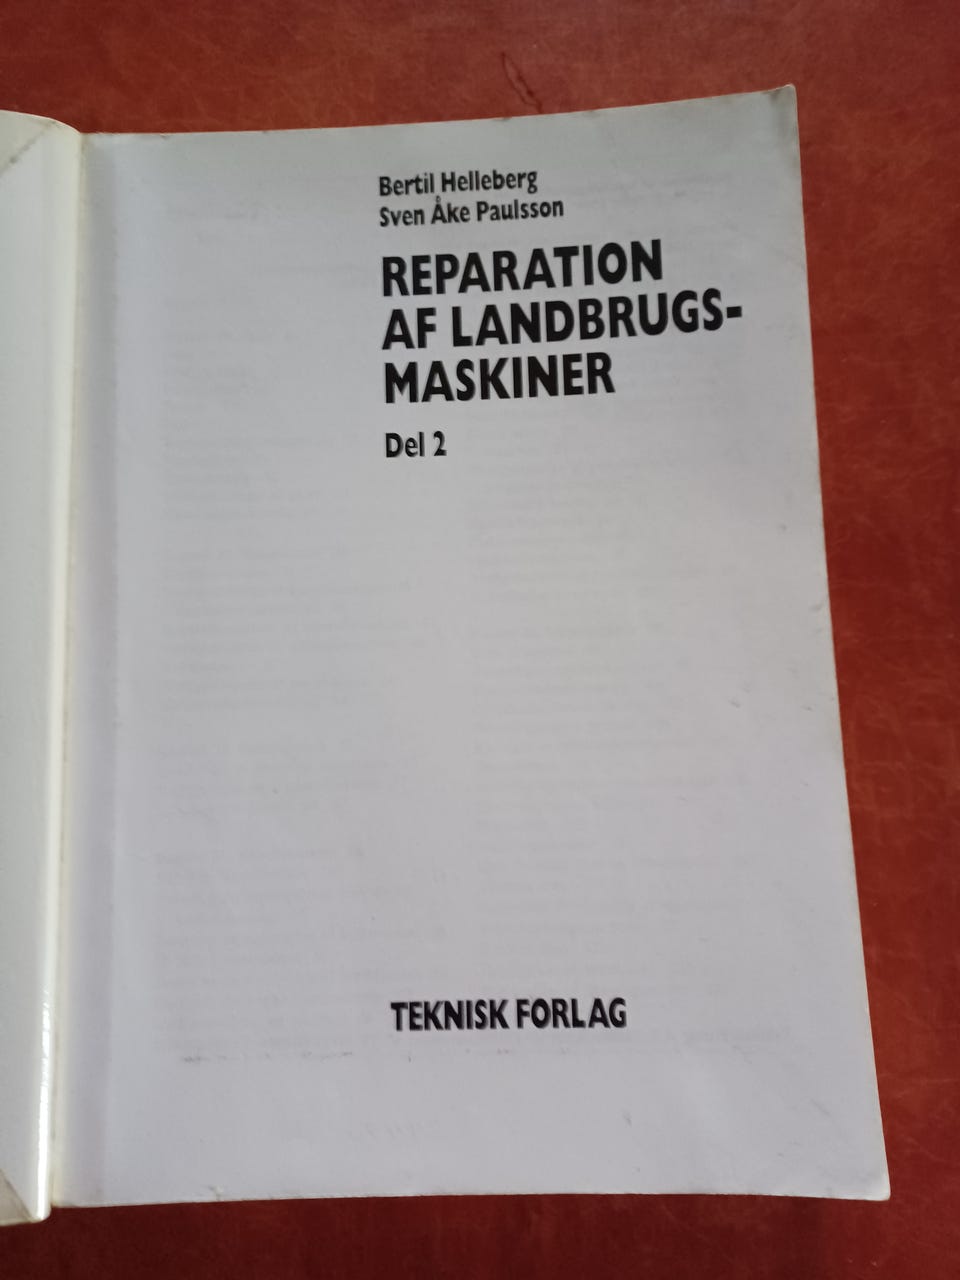 Bertil Helleberg
Sven Åke Paulsson
REPARATION
AF LANDBRUGS-
MASKINER
Del 2
TEKNISK FORLAG